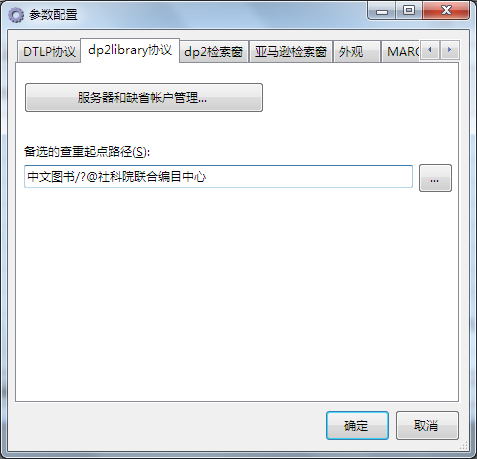 参数配置
DTLP协议
dp2library协议
dp2检索窗
亚马逊检索窗
外观
MARC
服务器和缺省帐户管理...
备选的查重起点路径(S):
中文图书/?@社科院联合编目中心
...
确定
取消